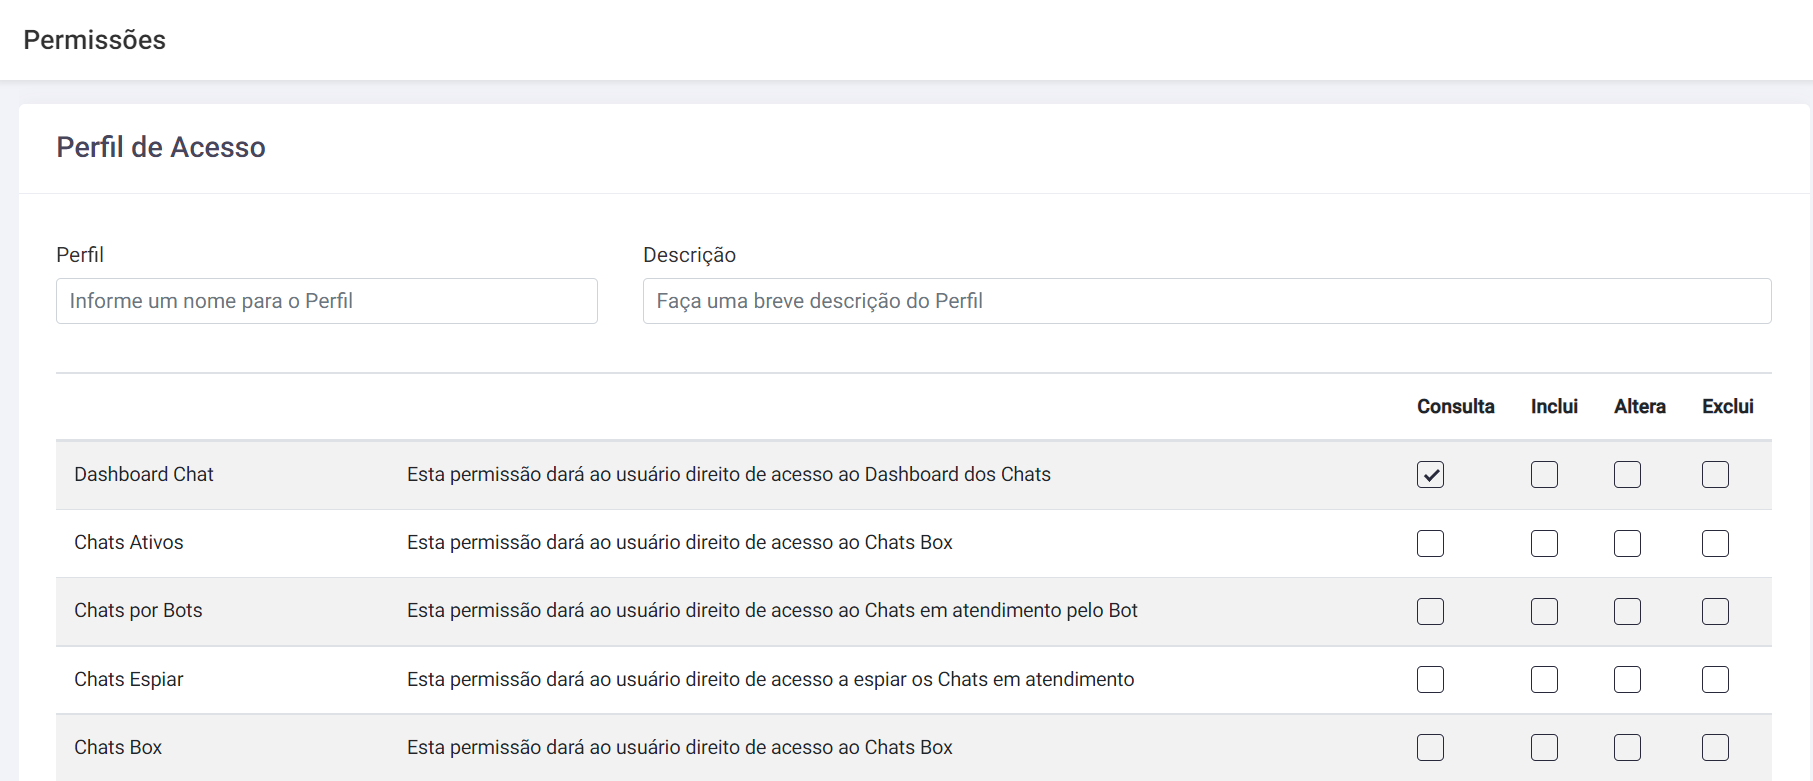 Permissões
Perfil de Acesso
Perfil Descrição
Informe um nome para o Perfil Faça uma breve descrição do Perfil
Consulta Inclui Altera Exclui
Dashboard Chat Esta permissão dará ao usuário direito de acesso ao Dashboard dos Chats
Chats Ativos Esta permissão dará ao usuário direito de acesso ao Chats Box
Chats por Bots Esta permissão dará ao usuário direito de acesso ao Chats em atendimento pelo Bot
Chats Espiar Esta permissão dará ao usuário direito de acesso a espiar os Chats em atendimento
Chats Box Esta permissão dará ao usuário direito de acesso ao Chats Box